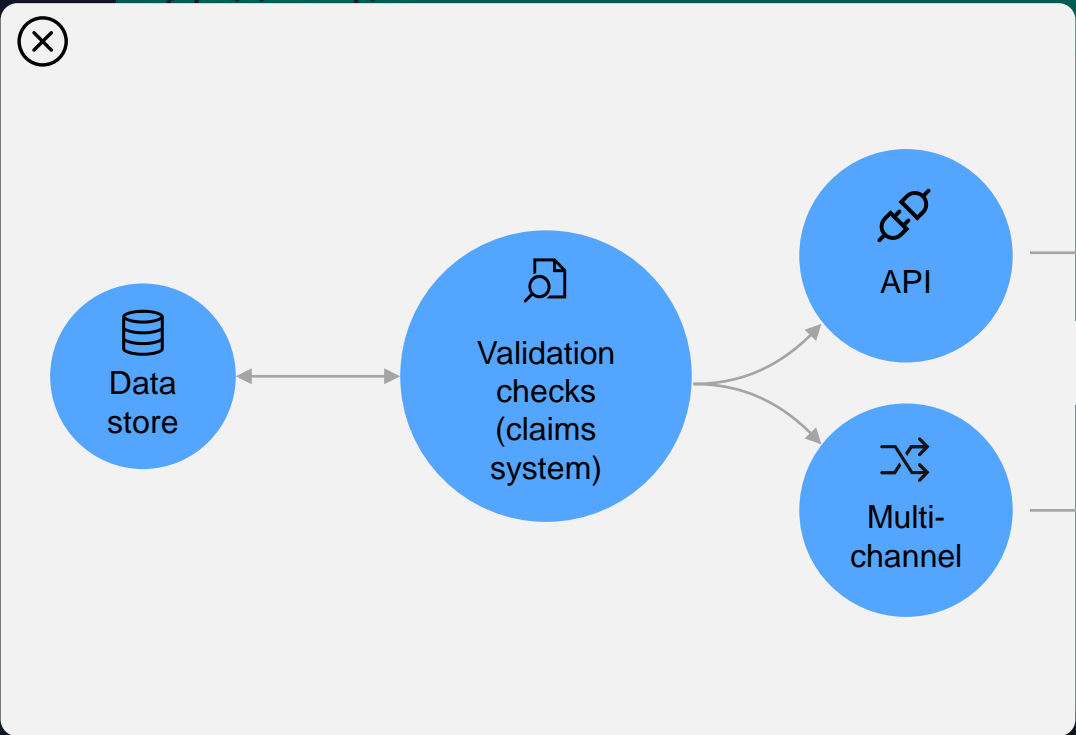 Data
store
Validation
checks
(claims
system)
API
Multi-
channel